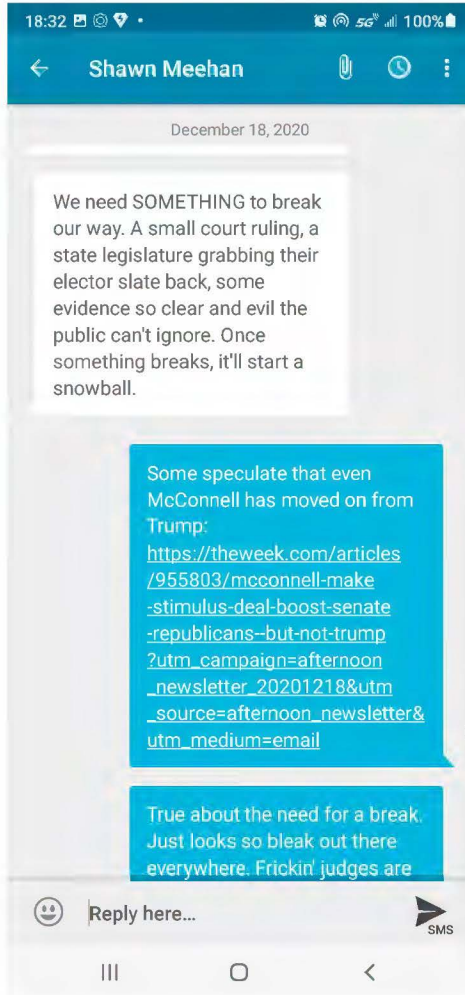 18:32
5G 100%
Shawn Meehan
December 18, 2020
We need SOMETHING to break
our way. A small court ruling, a
state legislature grabbing their
elector slate back, some
evidence so clear and evil the
public can't ignore. Once
something breaks, it'll start a
snowball.
Some speculate that even
McConnell has moved on from
Trump:
https://theweek.com/articles
/955803/mcconnell-make
-stimulus-deal-boost-senate
-republicans--but-not-trump
?utm_campaign=afternoon
_newsletter_20201218&utm
_source=afternoon_newsletter&
utm_medium=email
True about the need for a break.
Just looks so bleak out there
everywhere. Frickin' judges are
Reply here...
SMS